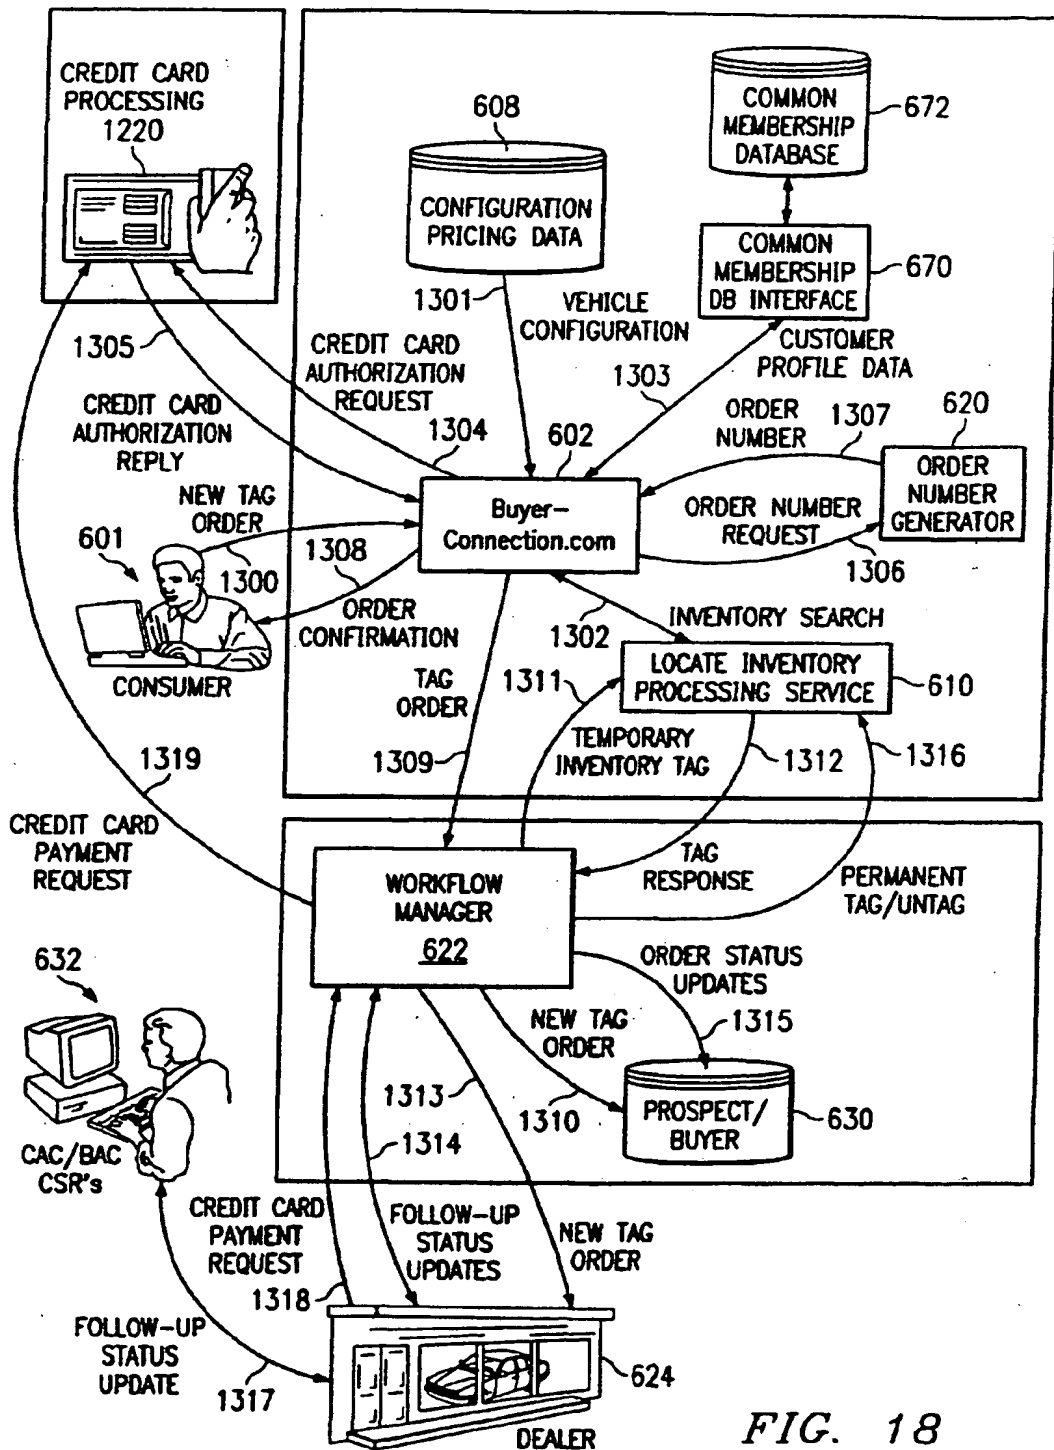 CREDIT CARD
PROCESSING
1220
608
COMMON
MEMBERSHIP
DATABASE
672
CONFIGURATION
PRICING DATA
COMMON
MEMBERSHIP
DB INTERFACE
670
1301
VEHICLE
CONFIGURATION
1305
CREDIT CARD
AUTHORIZATION
REQUEST
CUSTOMER
PROFILE DATA
1303
CREDIT CARD
AUTHORIZATION
REPLY
1304
602
ORDER
NUMBER
1307
620
ORDER
NUMBER
GENERATOR
NEW TAG
ORDER
Buyer-
Connection.com
ORDER NUMBER
REQUEST
601
1300
1308
1306
ORDER
CONFIRMATION
1302
INVENTORY SEARCH
CONSUMER
TAG
ORDER
1311
LOCATE INVENTORY
PROCESSING SERVICE
610
1319
1309
TEMPORARY
INVENTORY TAG
1312
1316
CREDIT CARD
PAYMENT
REQUEST
WORKFLOW
MANAGER
622
TAG
RESPONSE
PERMANENT
TAG/UNTAG
632
ORDER STATUS
UPDATES
NEW TAG
ORDER
1315
1313
1310
PROSPECT/
BUYER
630
1314
CAC/BAC
CSR's
CREDIT CARD
PAYMENT
REQUEST
FOLLOW-UP
STATUS
UPDATES
NEW TAG
ORDER
1318
FOLLOW-UP
STATUS
UPDATE
1317
624
DEALER
FIG. 18